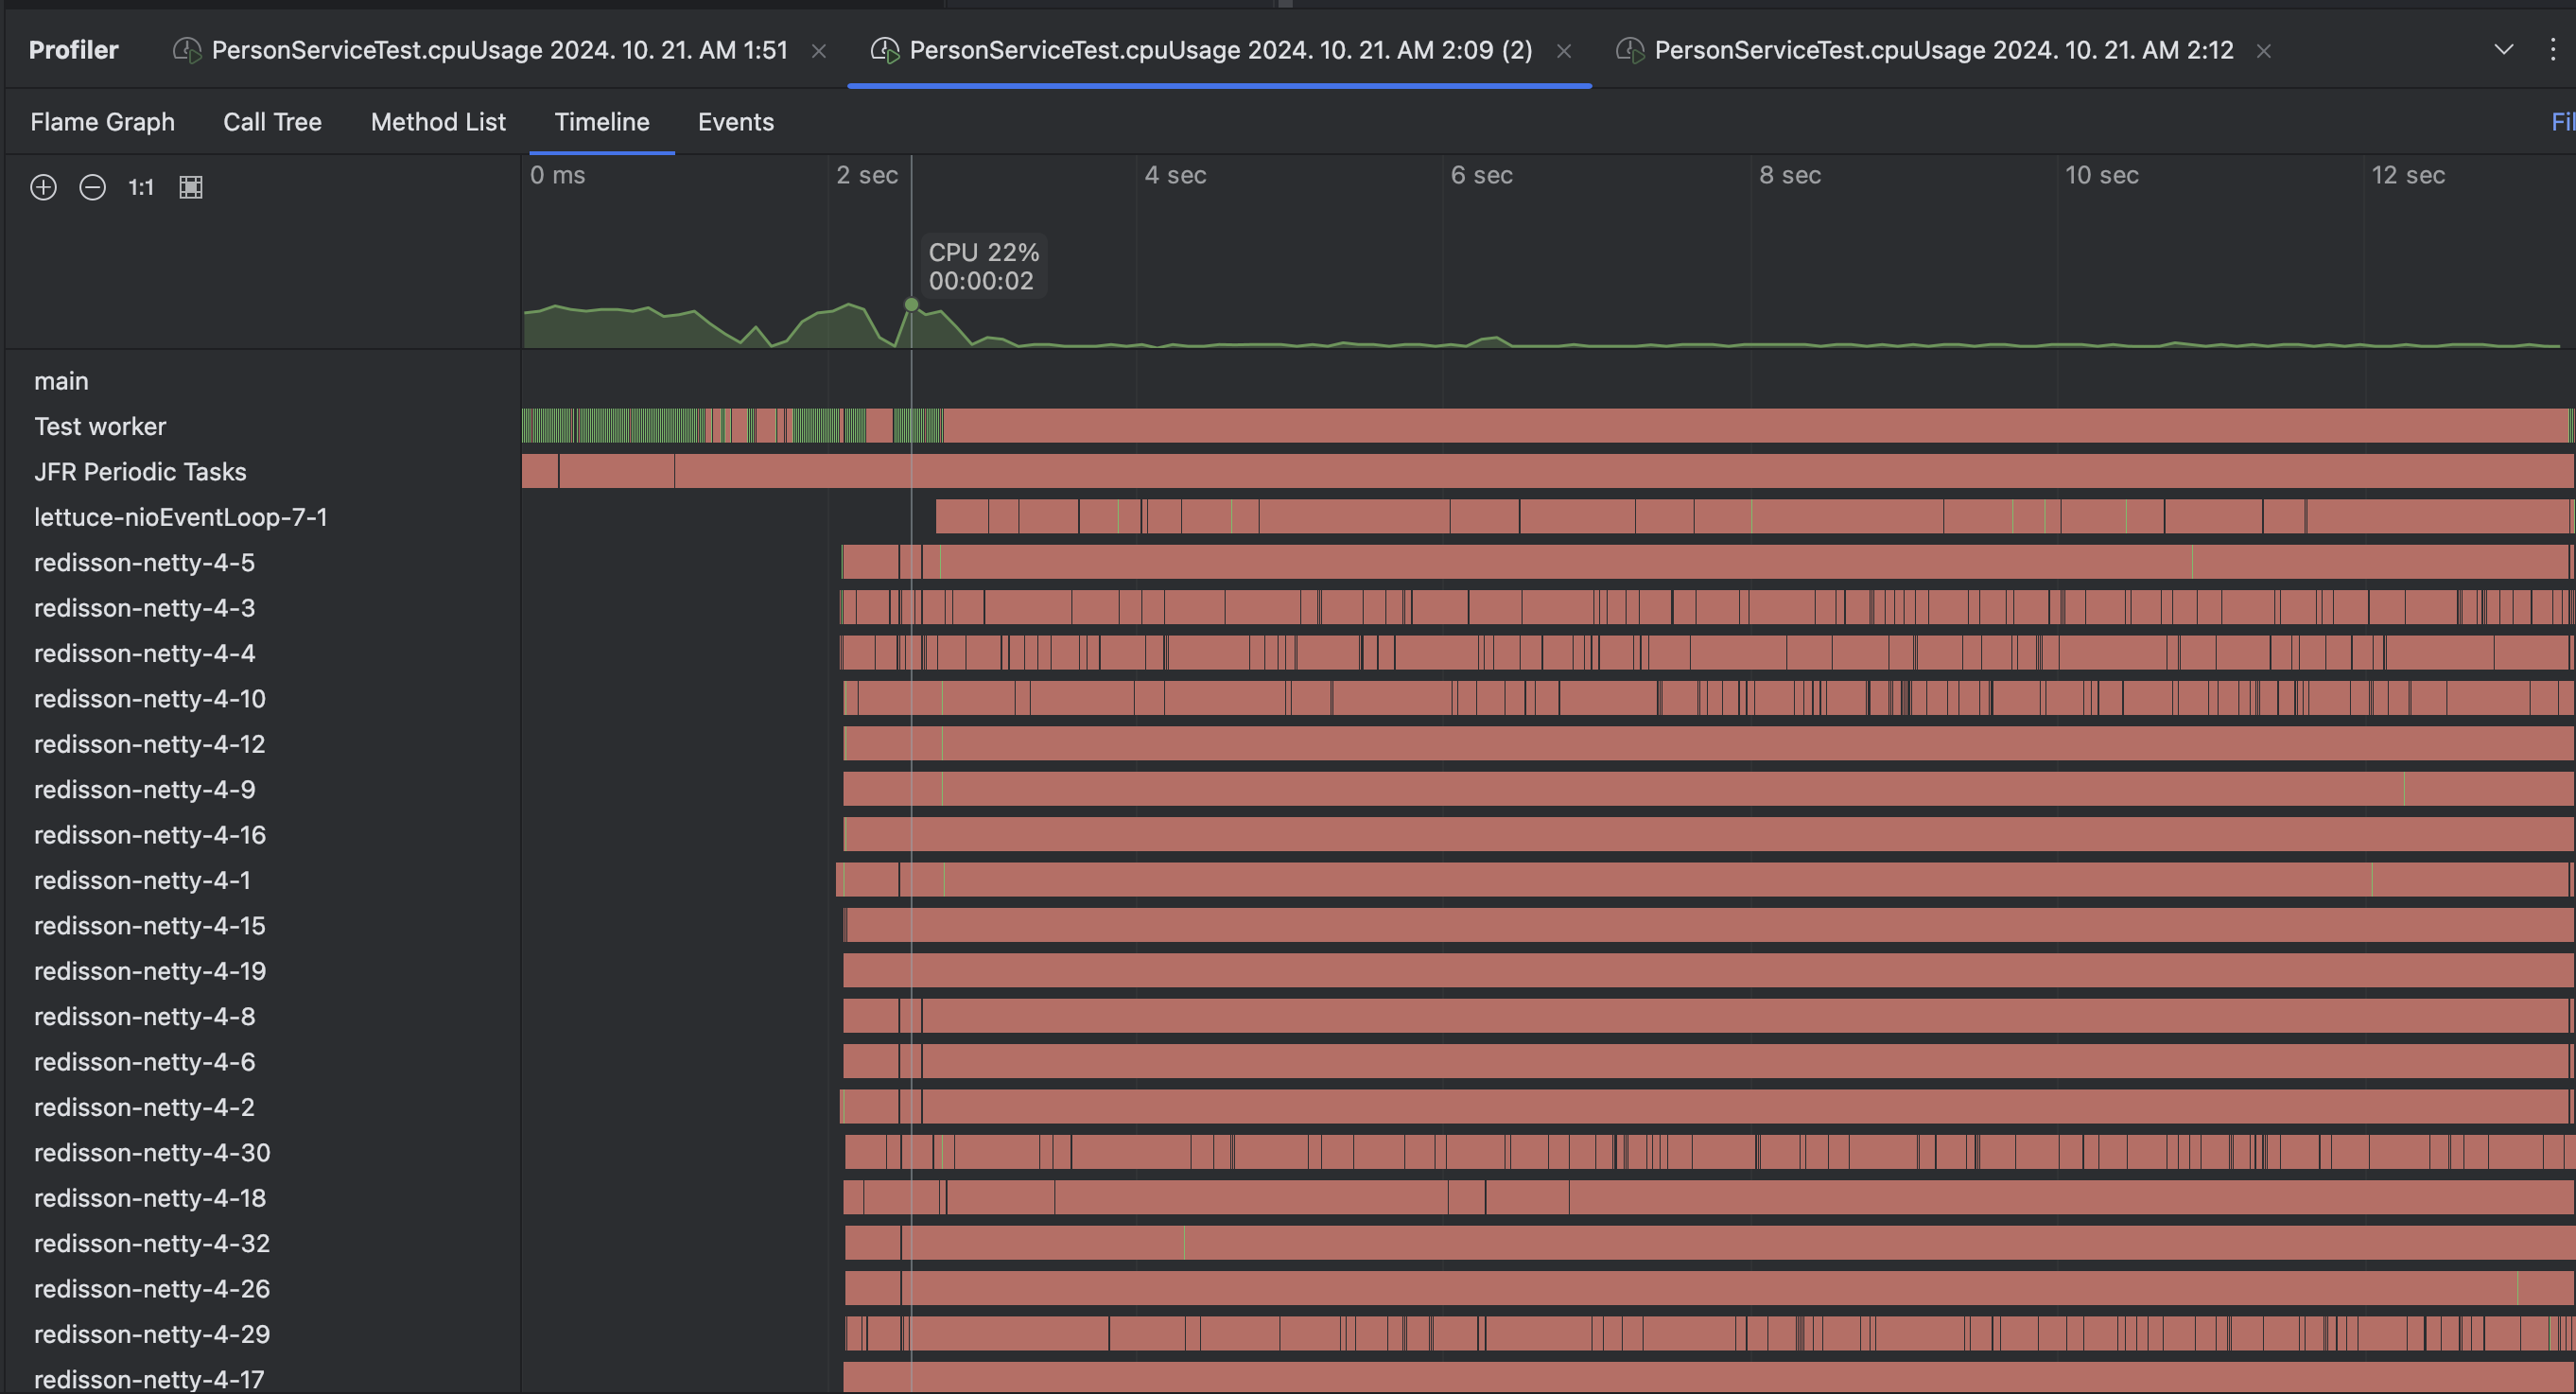 Profiler PersonServiceTest.cpuUsage 2024. 10. 21. AM 1:51 PersonServiceTest.cpuUsage 2024. 10. 21. AM 2:09 (2) PersonServiceTest.cpuUsage 2024. 10. 21. AM 2:12
Flame Graph Call Tree Method List Timeline Events
1:1 0 ms 2 sec 4 sec 6 sec 8 sec 10 sec 12 sec
CPU 22%
00:00:02
main
Test worker
JFR Periodic Tasks
lettuce-nioEventLoop-7-1
redisson-netty-4-5
redisson-netty-4-3
redisson-netty-4-4
redisson-netty-4-10
redisson-netty-4-12
redisson-netty-4-9
redisson-netty-4-16
redisson-netty-4-1
redisson-netty-4-15
redisson-netty-4-19
redisson-netty-4-8
redisson-netty-4-6
redisson-netty-4-2
redisson-netty-4-30
redisson-netty-4-18
redisson-netty-4-32
redisson-netty-4-26
redisson-netty-4-29
redisson-netty-4-17